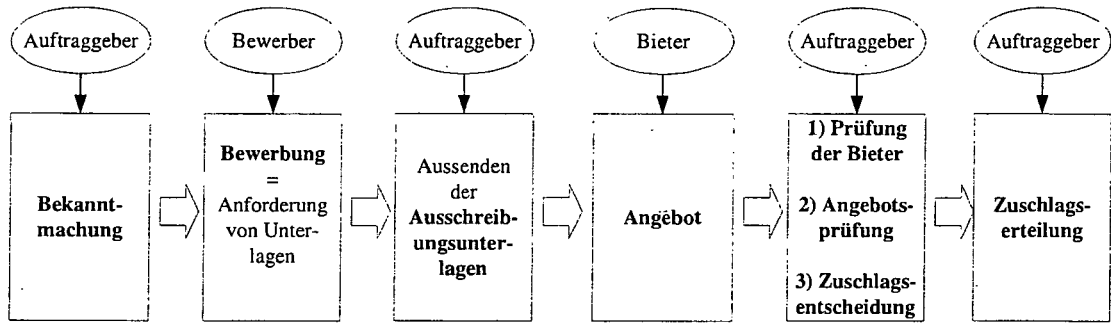 Auftraggeber
Bewerber
Auftraggeber
Bieter
Auftraggeber
Auftraggeber
Bekannt-
machung
Bewerbung
=
Anforderung
von Unter-
lagen
Aussenden
der
Ausschreib-
ungsunter-
lagen
Angebot
1) Prüfung
der Bieter
2) Angebots-
prüfung
3) Zuschlags-
entscheidung
Zuschlags-
erteilung